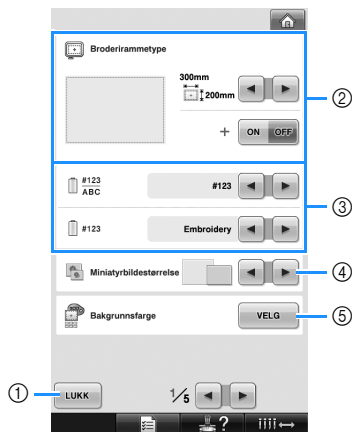 Broderirammetype
300mm
200mm
+ ON OFF
②
#123
ABC
#123
③
#123
Embroidery
Miniatyrbildestørrelse
④
Bakgrunnsfarge
VELG
⑤
①
LUKK
1/5
?